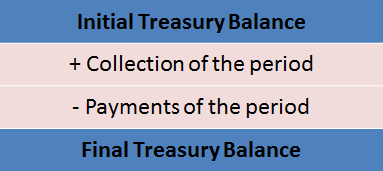 Initial Treasury Balance
+ Collection of the period
- Payments of the period
Final Treasury Balance